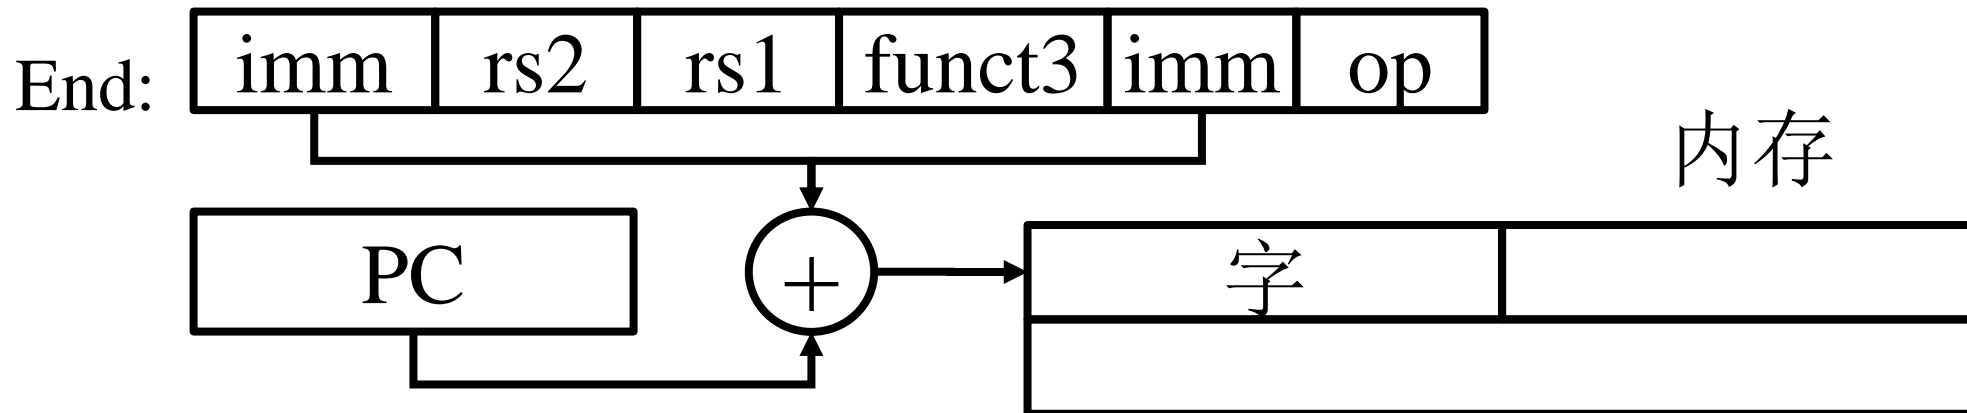 End: imm rs2 rs1 funct3 imm op
内存
PC + 字